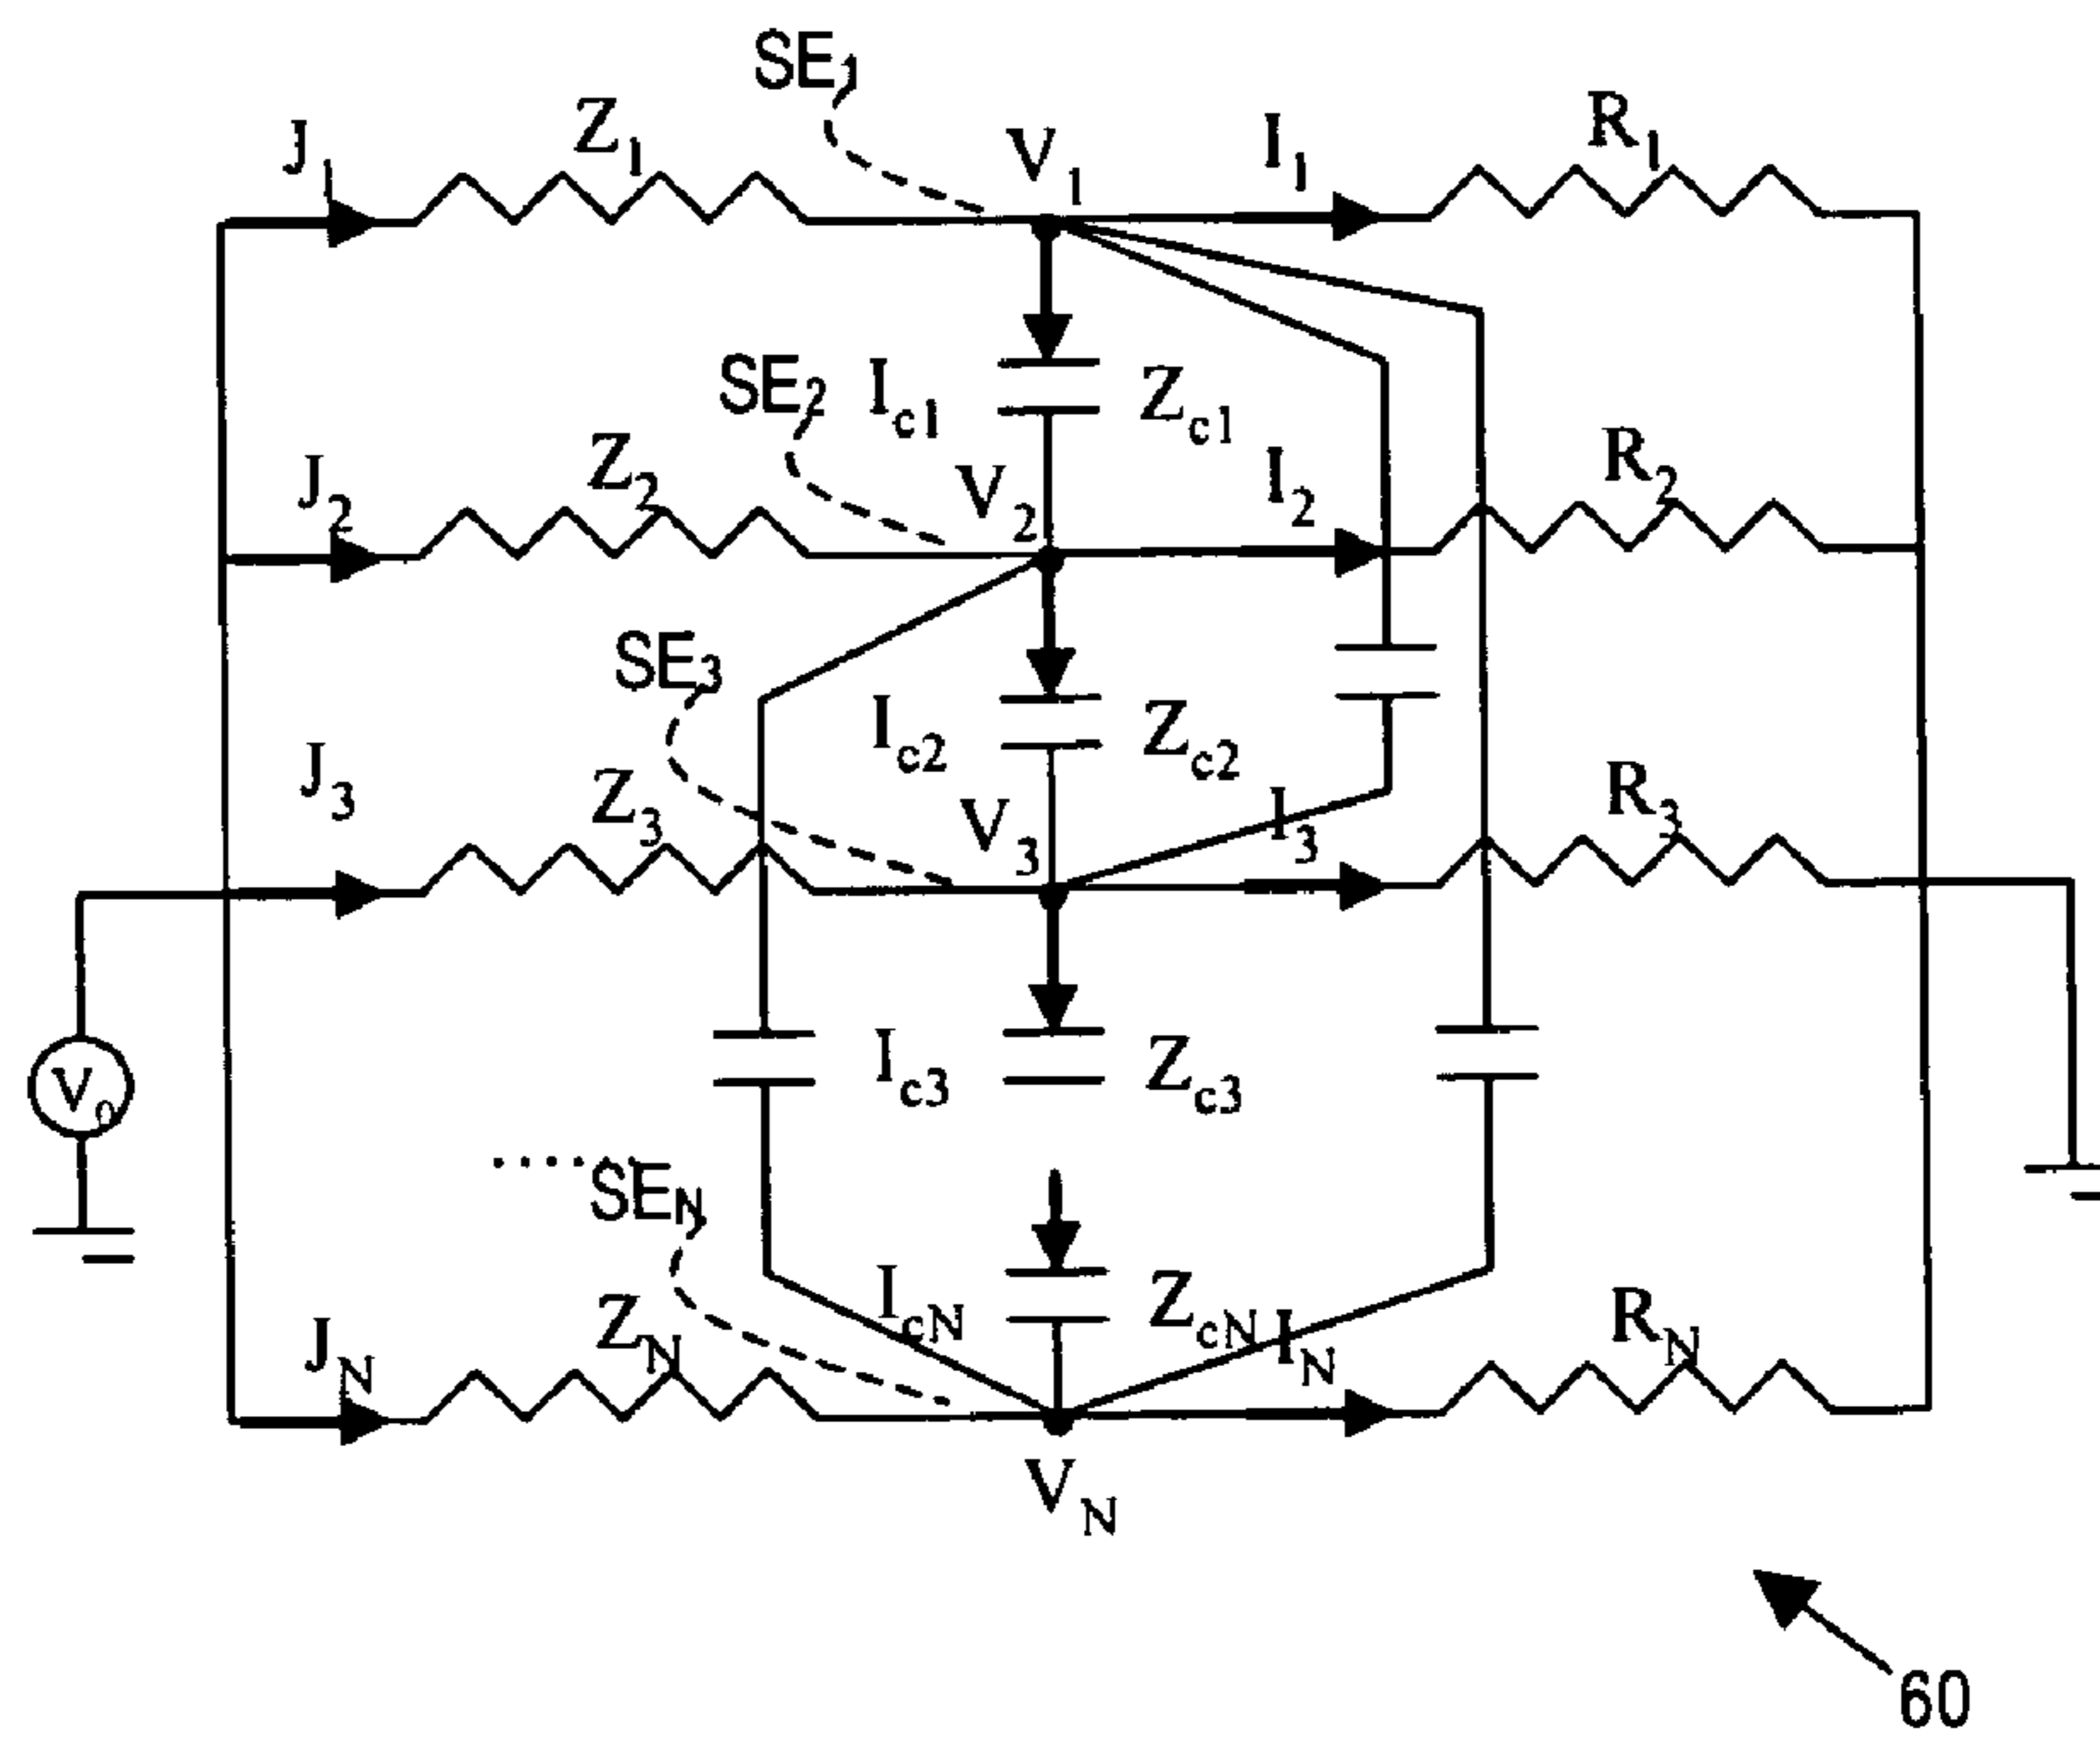 SE1
J1 Z1 V1 I1 R1
SE2 Ic1 Zc1
J2 Z2 V2 I2 R2
SE3 Ic2 Zc2
J3 Z3 V3 I3 R3
V0 Ic3 Zc3
......SEN
JN ZN IcN ZcN IN RN
VN
60